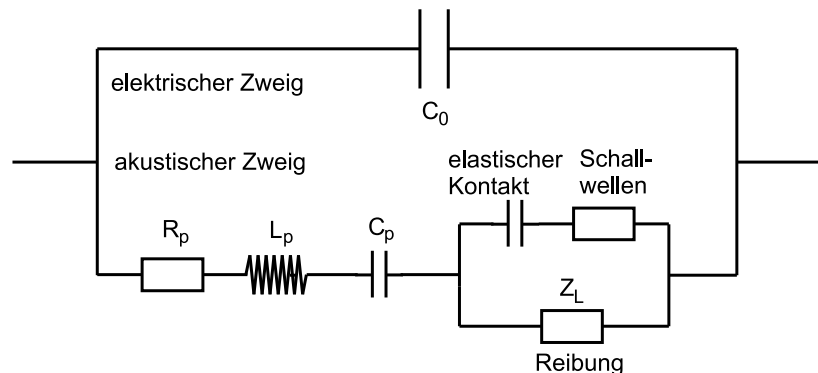 elektrischer Zweig
C0
akustischer Zweig
elastischer
Kontakt
Schall-
wellen
Rp
Lp
Cp
ZL
Reibung